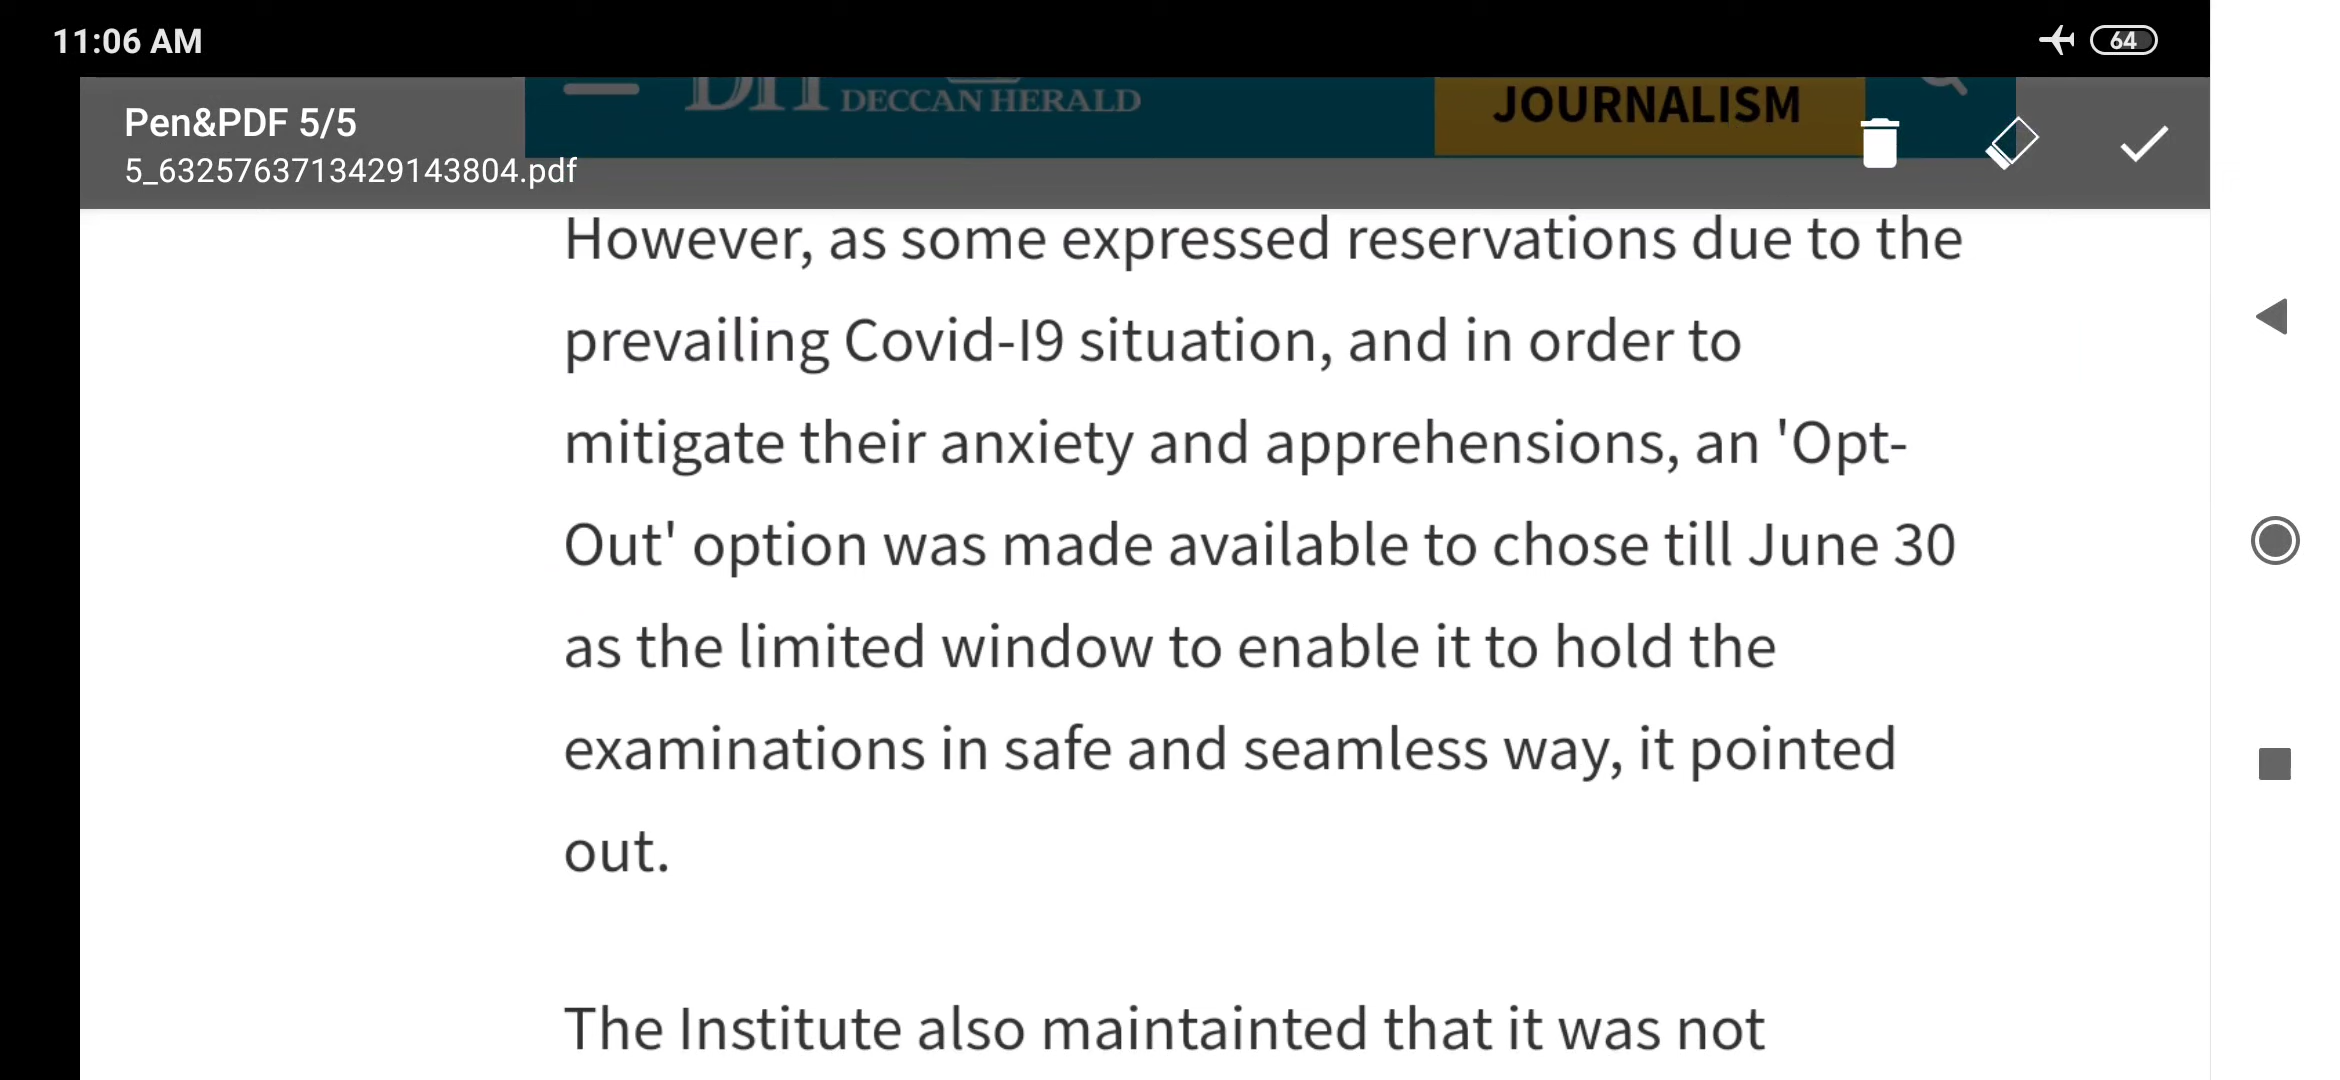 11:06 AM
64
Pen&PDF 5/5
5_6325763713429143804.pdf
DH DECCAN HERALD
JOURNALISM
However, as some expressed reservations due to the
prevailing Covid-I9 situation, and in order to
mitigate their anxiety and apprehensions, an 'Opt-
Out' option was made available to chose till June 30
as the limited window to enable it to hold the
examinations in safe and seamless way, it pointed
out.
The Institute also maintainted that it was not